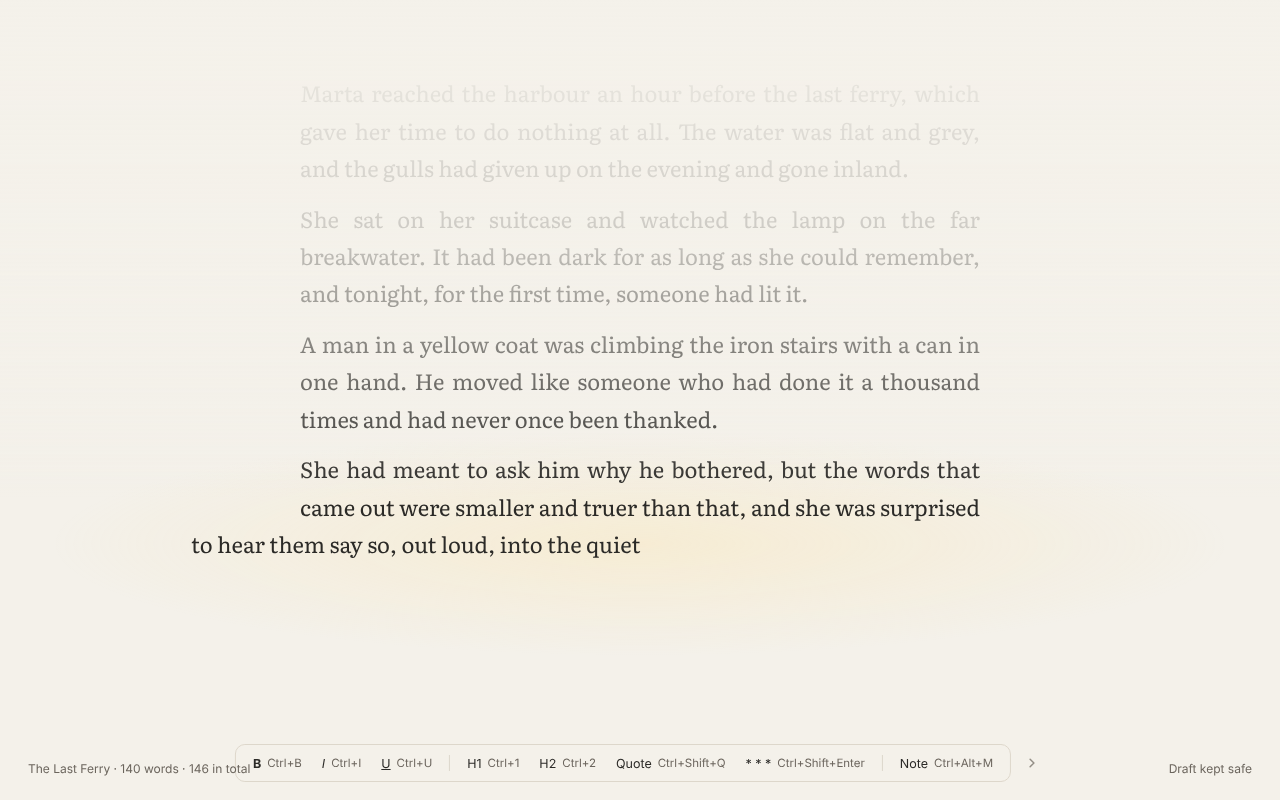 Marta reached the harbour an hour before the last ferry, which
gave her time to do nothing at all. The water was flat and grey,
and the gulls had given up on the evening and gone inland.
She sat on her suitcase and watched the lamp on the far
breakwater. It had been dark for as long as she could remember,
and tonight, for the first time, someone had lit it.
A man in a yellow coat was climbing the iron stairs with a can in
one hand. He moved like someone who had done it a thousand
times and had never once been thanked.
She had meant to ask him why he bothered, but the words that
came out were smaller and truer than that, and she was surprised
to hear them say so, out loud, into the quiet
The Last Ferry · 140 words · 146 in total
B Ctrl+B I Ctrl+I U Ctrl+U H1 Ctrl+1 H2 Ctrl+2 Quote Ctrl+Shift+Q * * * Ctrl+Shift+Enter Note Ctrl+Alt+M
Draft kept safe